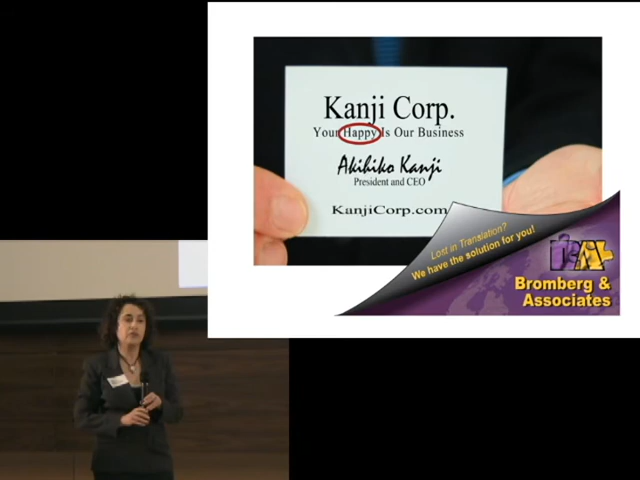 Kanji Corp.
Your Happy Is Our Business
Akihiko Kanji
President and CEO
KanjiCorp.com
Lost in Translation?
We have the solution for you!
Bromberg &
Associates